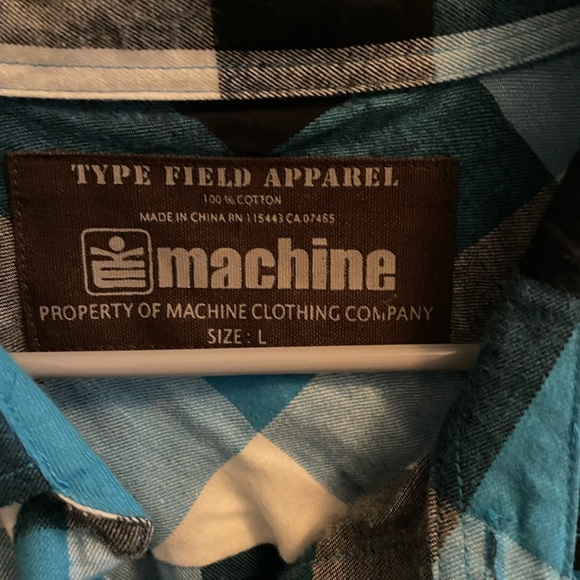 TYPE FIELD APPAREL
100 % COTTON
MADE IN CHINA RN 115443 CA 07465
machine
PROPERTY OF MACHINE CLOTHING COMPANY
SIZE : L